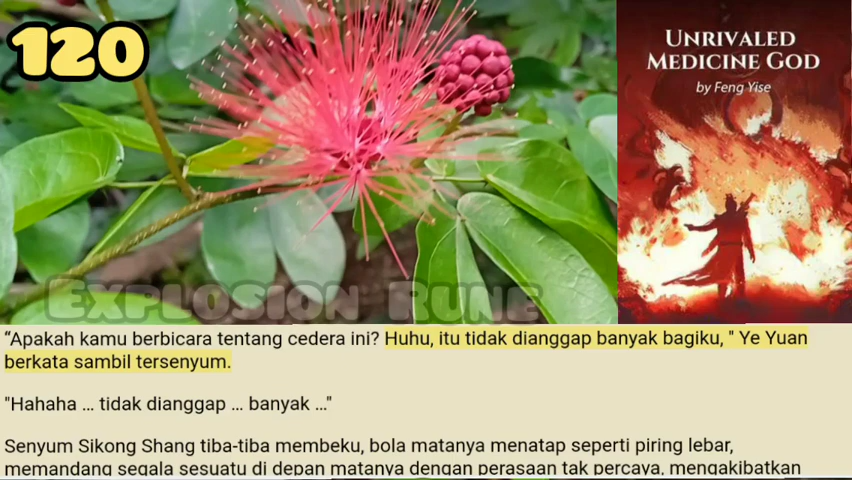 120
UNRIVALED
MEDICINE GOD
by Feng Yise
EXPLOSION RUNE
“Apakah kamu berbicara tentang cedera ini? Huhu, itu tidak dianggap banyak bagiku, " Ye Yuan
berkata sambil tersenyum.
"Hahaha ... tidak dianggap ... banyak ..."
Senyum Sikong Shang tiba-tiba membeku, bola matanya menatap seperti piring lebar,
memandang segala sesuatu di depan matanya dengan perasaan tak percaya, mengakibatkan